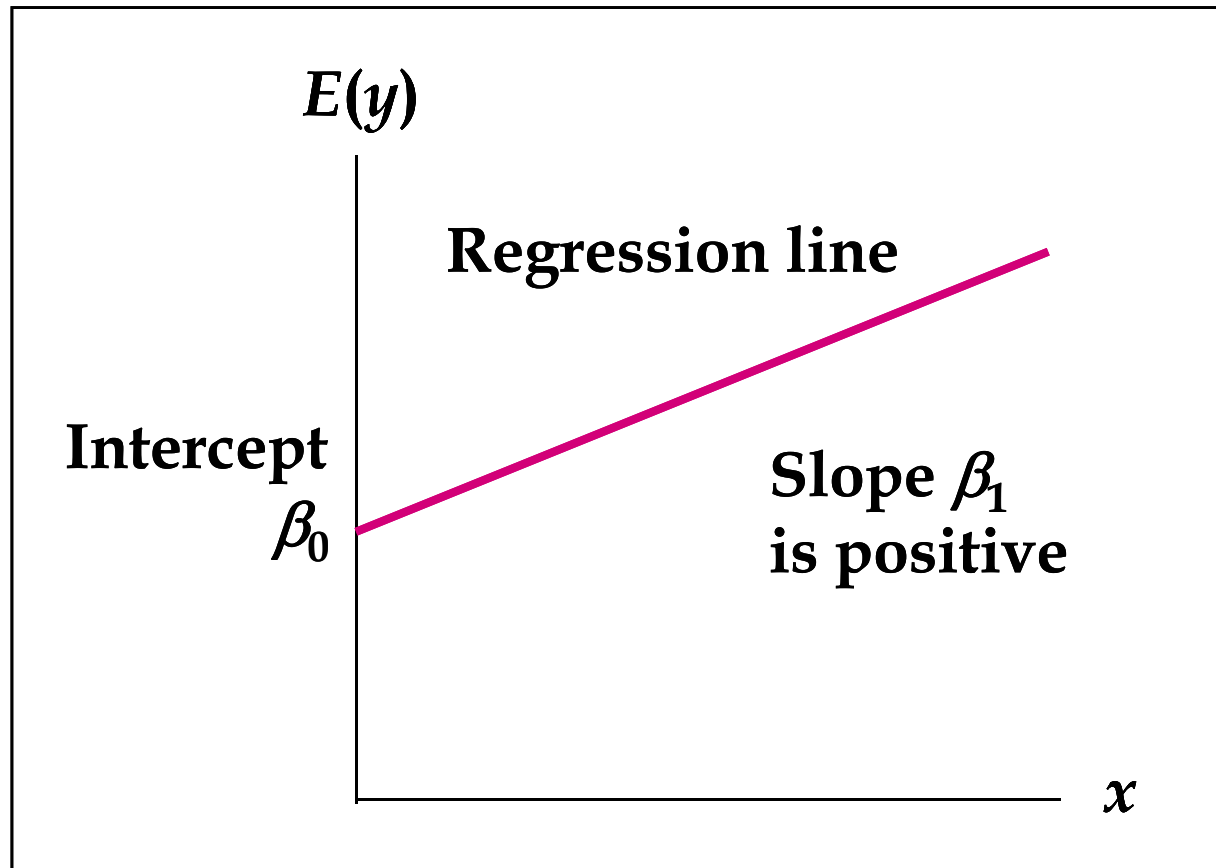 E(y)
Regression line
Intercept
β0
Slope β1
is positive
x